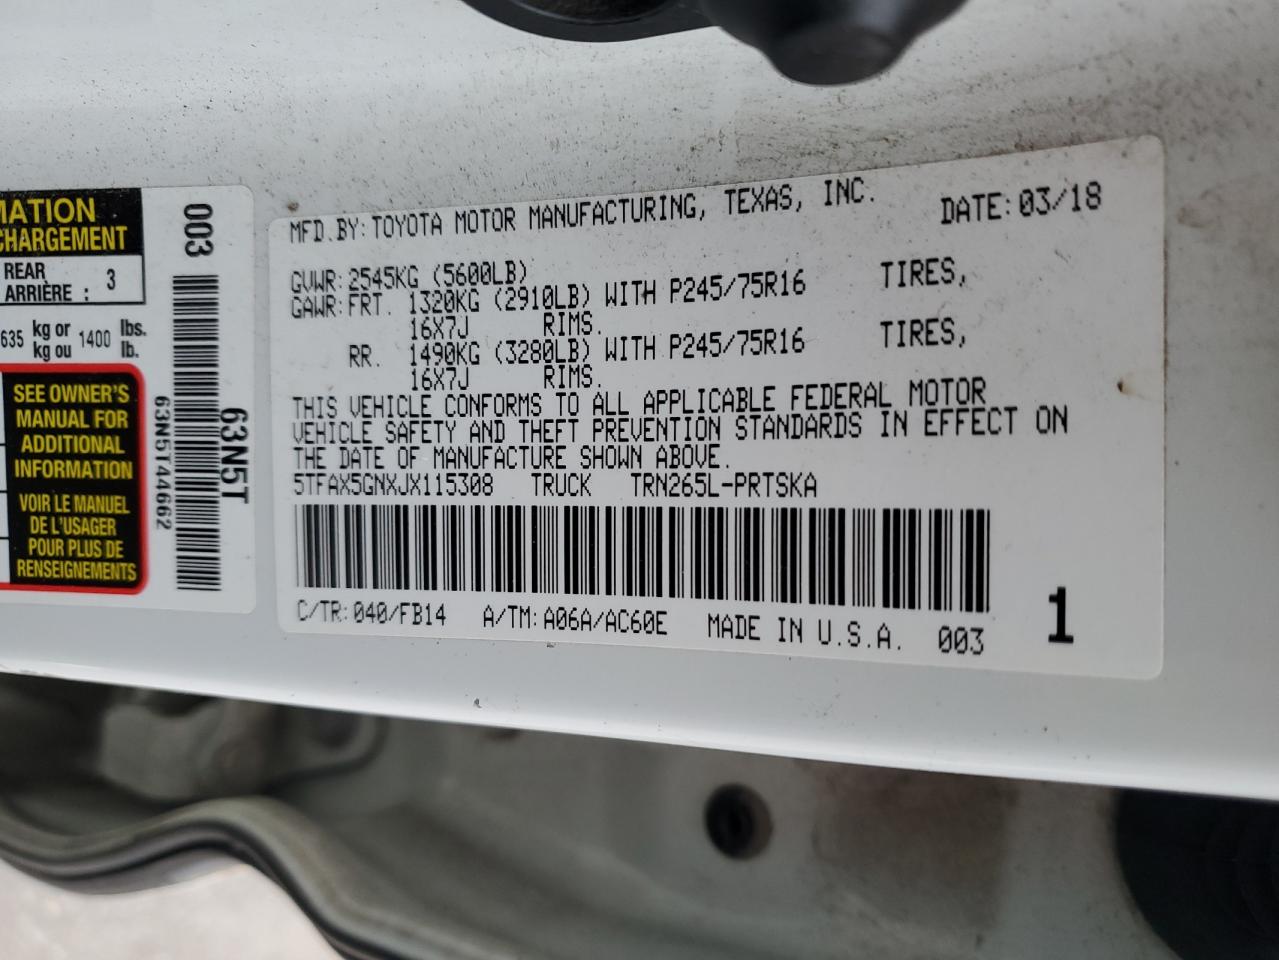 MATION
CHARGEMENT
REAR
ARRIÈRE : 3
635 kg or 1400 lbs.
kg ou lb.
SEE OWNER'S
MANUAL FOR
ADDITIONAL
INFORMATION
VOIR LE MANUEL
DE L'USAGER
POUR PLUS DE
RENSEIGNEMENTS
003
63N5T
63N5T44662
MFD.BY:TOYOTA MOTOR MANUFACTURING, TEXAS, INC. DATE:03/18
GVWR:2545KG (5600LB)
GAWR:FRT. 1320KG (2910LB) WITH P245/75R16 TIRES,
16X7J RIMS.
RR. 1490KG (3280LB) WITH P245/75R16 TIRES,
16X7J RIMS.
THIS VEHICLE CONFORMS TO ALL APPLICABLE FEDERAL MOTOR
VEHICLE SAFETY AND THEFT PREVENTION STANDARDS IN EFFECT ON
THE DATE OF MANUFACTURE SHOWN ABOVE.
5TFAX5GNXJX115308 TRUCK TRN265L-PRTSKA
C/TR:040/FB14 A/TM:A06A/AC60E MADE IN U.S.A. 003 1